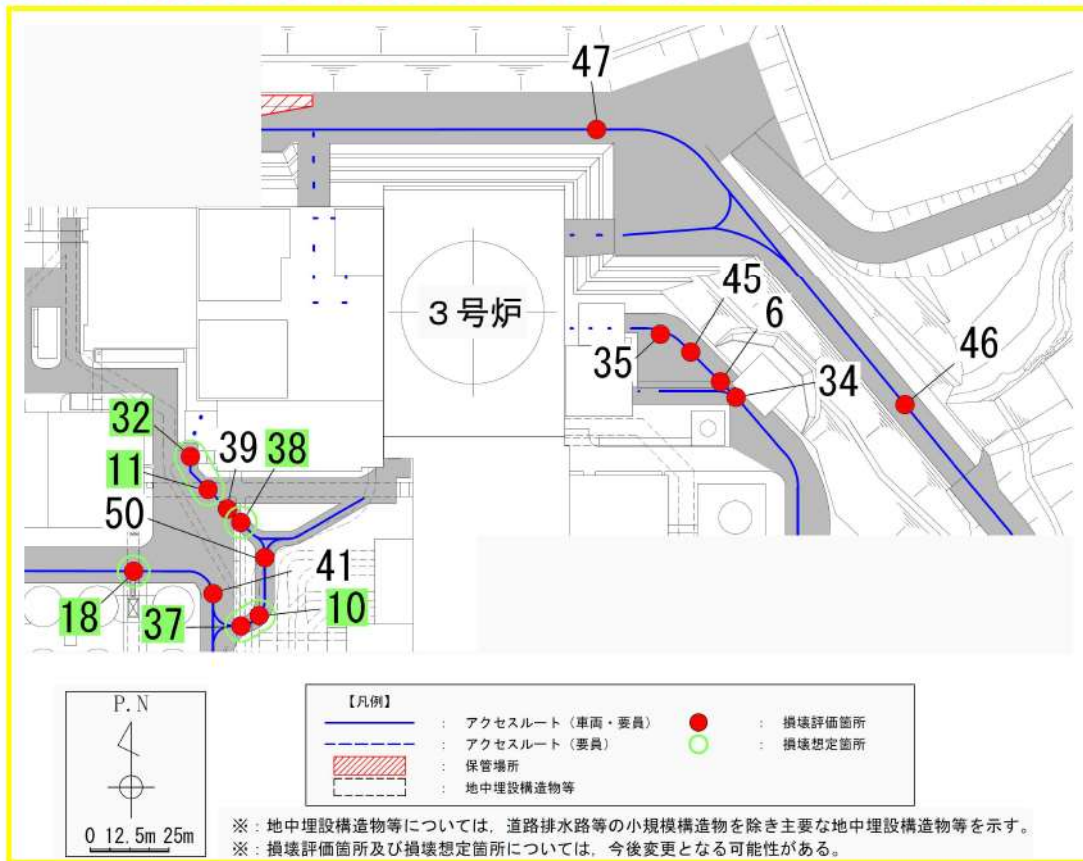 47
3号炉
45
6
46
35
34
32
39
38
11
50
41
18
37
10
P.N
0 12.5m 25m
【凡例】
: アクセスルート（車両・要員）
: 損壊評価箇所
: アクセスルート（要員）
: 損壊想定箇所
: 保管場所
: 地中埋設構造物等
※：地中埋設構造物等については，道路排水路等の小規模構造物を除き主要な地中埋設構造物等を示す。
※：損壊評価箇所及び損壊想定箇所については，今後変更となる可能性がある。